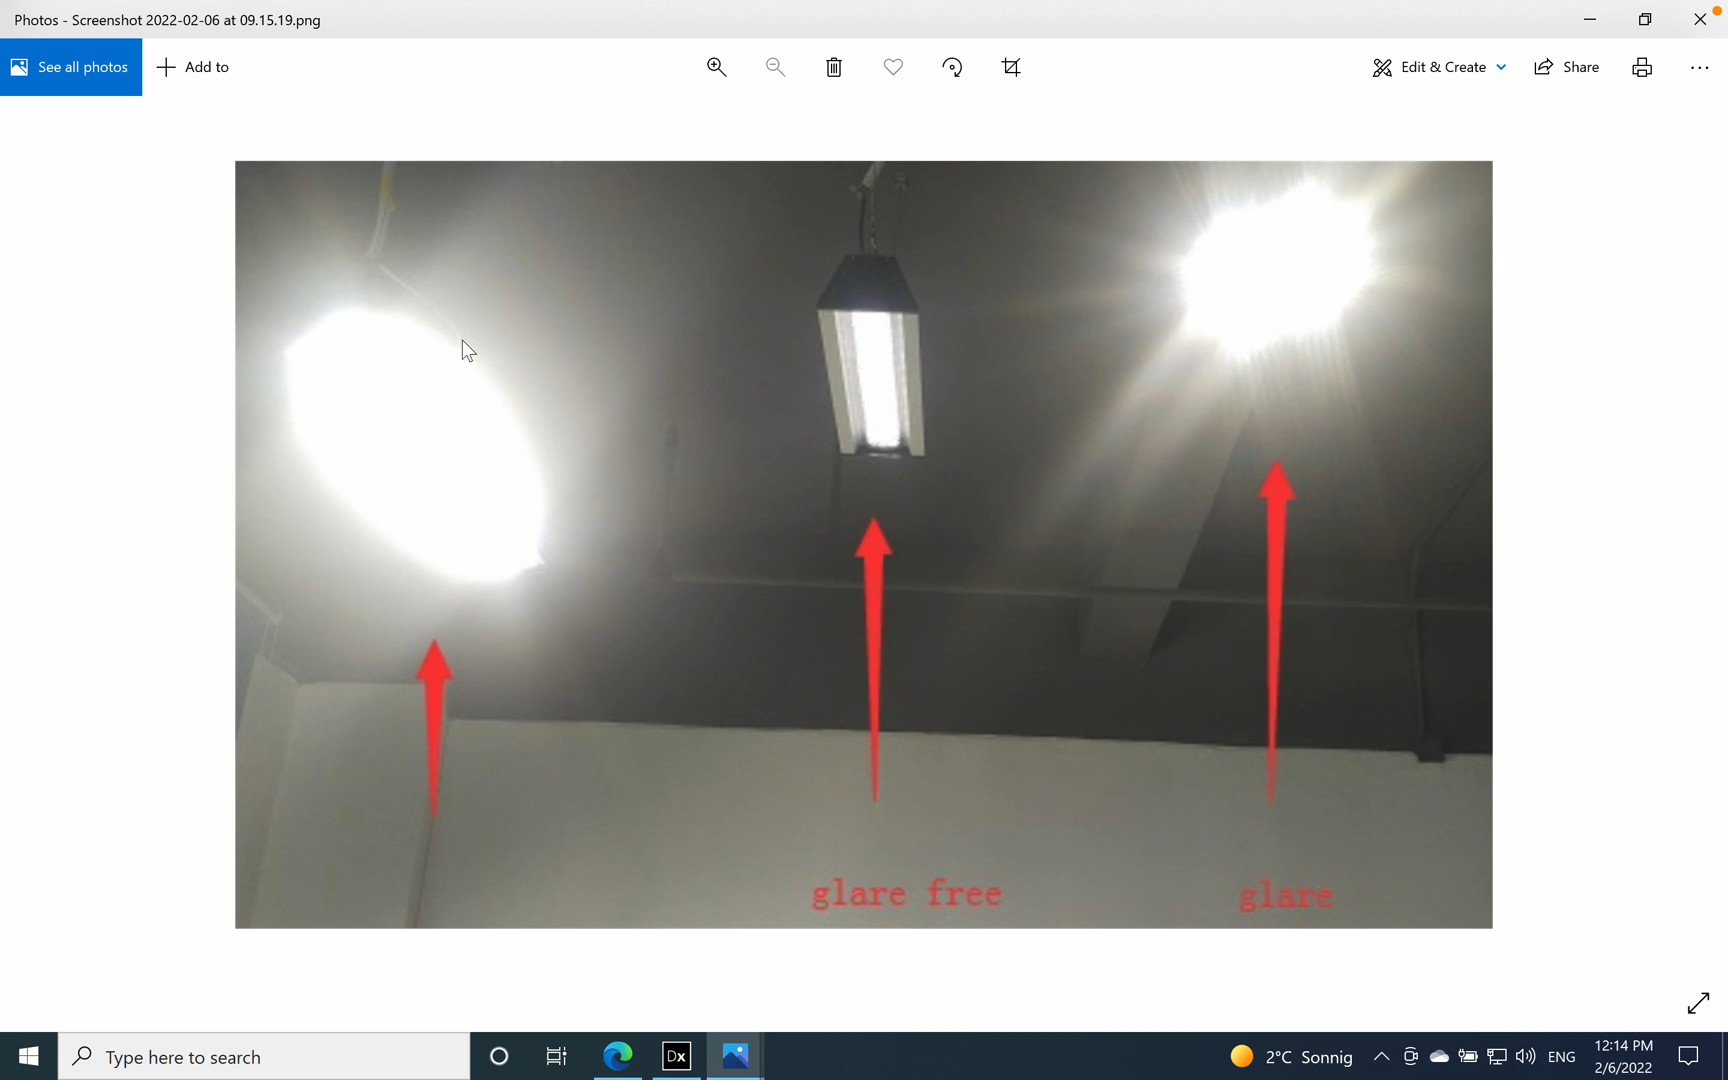 Photos - Screenshot 2022-02-06 at 09.15.19.png
See all photos
Add to
Edit & Create
Share
glare free
glare
Type here to search
Dx
2°C Sonnig
ENG
12:14 PM
2/6/2022